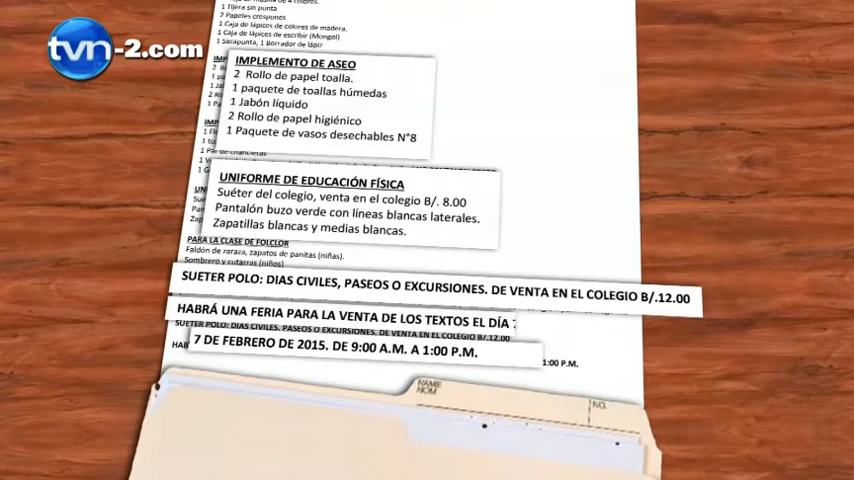 tvn-2.com
1 Tijera sin punta
2 Papeles crespones
1 Caja de lápices de colores de madera.
1 Caja de lápices de escribir (Mongol)
1 Sacapunta, 1 Borrador de lápiz
IMPLEMENTO DE ASEO
2 Rollo de papel toalla.
1 paquete de toallas húmedas
1 Jabón líquido
2 Rollo de papel higiénico
1 Paquete de vasos desechables N°8
UNIFORME DE EDUCACIÓN FÍSICA
Suéter del colegio, venta en el colegio B/. 8.00
Pantalón buzo verde con líneas blancas laterales.
Zapatillas blancas y medias blancas.
PARA LA CLASE DE FOLCLOR
Faldón de zaraza, zapatos de panitas (niñas).
Sombrero y cutarras (niños)
SUETER POLO: DIAS CIVILES, PASEOS O EXCURSIONES. DE VENTA EN EL COLEGIO B/.12.00
HABRÁ UNA FERIA PARA LA VENTA DE LOS TEXTOS EL DÍA 7
SUETER POLO: DIAS CIVILES. PASEOS O EXCURSIONES. DE VENTA EN EL COLEGIO B/.12.00
HAB
7 DE FEBRERO DE 2015. DE 9:00 A.M. A 1:00 P.M.
1:00 P.M.
NAME
NOM
NO.